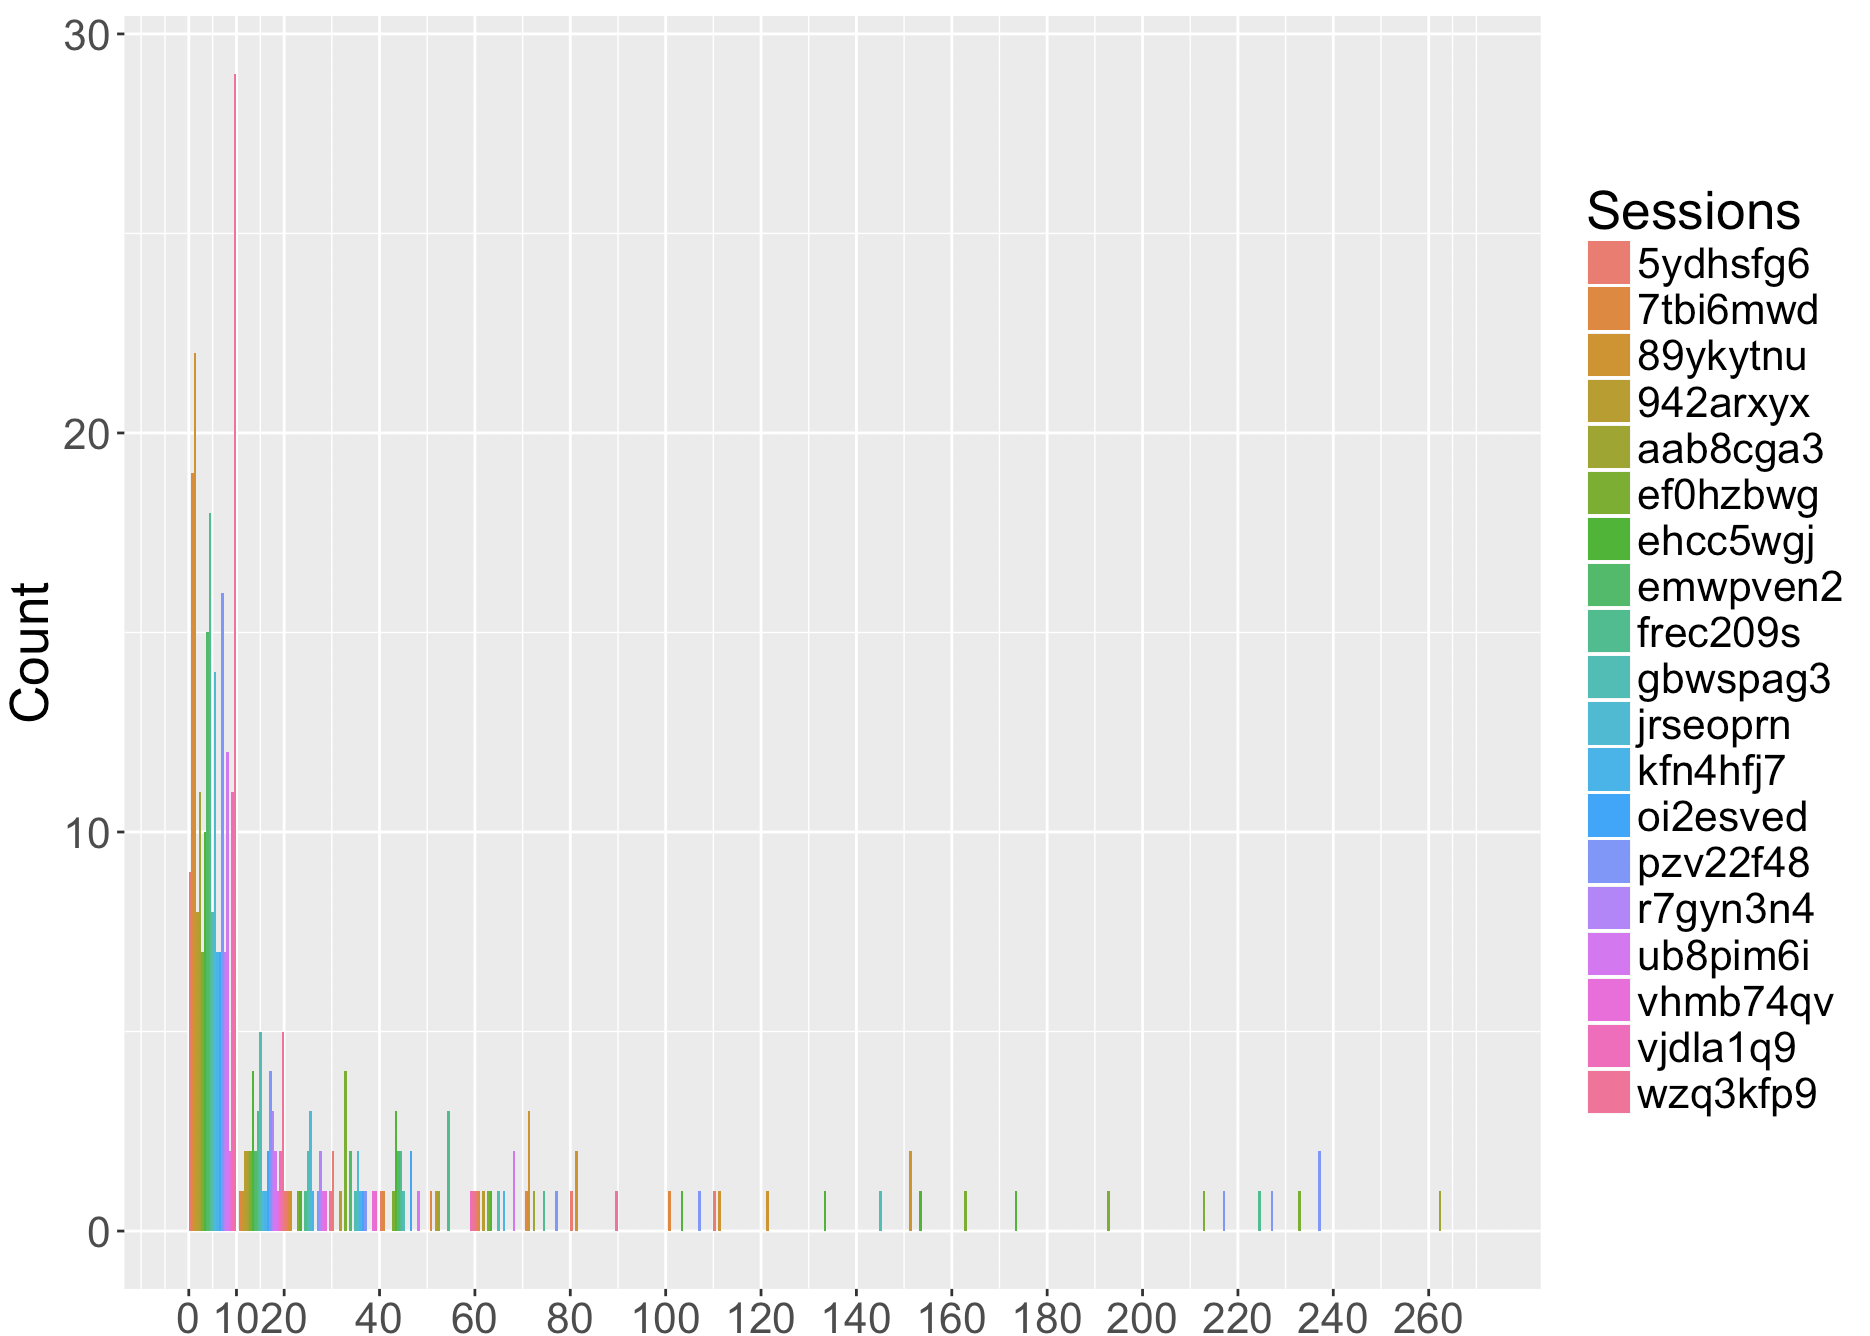 30
20
10
0
Count
0 10 20 40 60 80 100 120 140 160 180 200 220 240 260
Sessions
5ydhsfg6
7tbi6mwd
89ykytnu
942arxyx
aab8cga3
ef0hzbwg
ehcc5wgj
emwpven2
frec209s
gbwspag3
jrseoprn
kfn4hfj7
oi2esved
pzv22f48
r7gyn3n4
ub8pim6i
vhmb74qv
vjdla1q9
wzq3kfp9